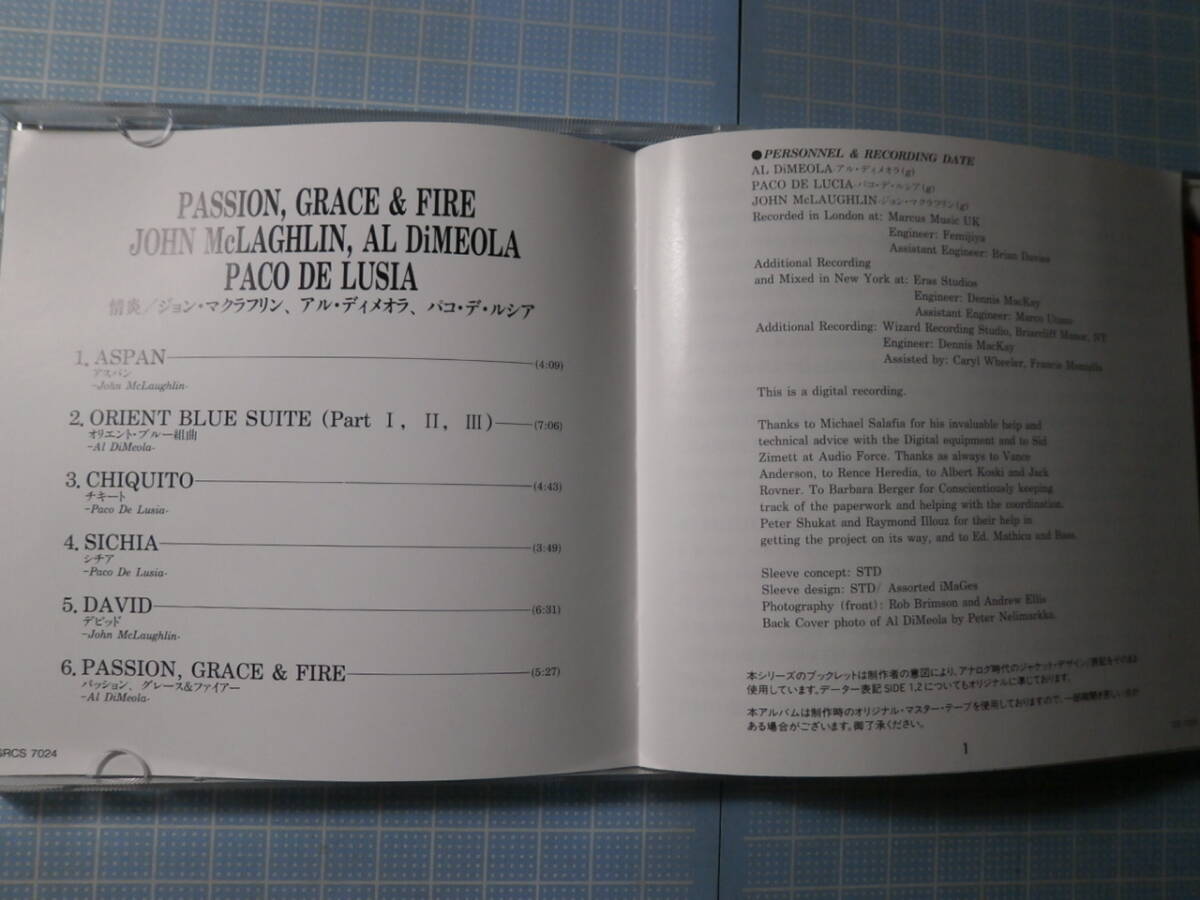 PASSION, GRACE & FIRE
JOHN McLAGHLIN, AL DiMEOLA
PACO DE LUSIA
情炎／ジョン・マクラフリン、アル・ディメオラ、パコ・デ・ルシア
1. ASPAN (4:09)
アスパン
-John McLaughlin-
2. ORIENT BLUE SUITE (Part Ⅰ, Ⅱ, Ⅲ) (7:06)
オリエント・ブルー組曲
-Al DiMeola-
3. CHIQUITO (4:43)
チキート
-Paco De Lusia-
4. SICHIA (3:49)
シチア
-Paco De Lusia-
5. DAVID (6:31)
デビッド
-John McLaughlin-
6. PASSION, GRACE & FIRE (5:27)
パッション、グレース&ファイアー
-Al DiMeola-
SRCS 7024
●PERSONNEL & RECORDING DATE
AL DiMEOLA・アル・ディメオラ(g)
PACO DE LUCIA・パコ・デ・ルシア(g)
JOHN McLAUGHLIN・ジョン・マクラフリン(g)
Recorded in London at: Marcus Music UK
Engineer: Femijiya
Assistant Engineer: Brian Davies
Additional Recording
and Mixed in New York at: Eras Studios
Engineer: Dennis MacKay
Assistant Engineer: Marco
Additional Recording: Wizard Recording Studio, Briarcliff Manor, NY
Engineer: Dennis MacKay
Assisted by: Caryl Wheeler, Francis
This is a digital recording.
Thanks to Michael Salafia for his invaluable help and
technical advice with the Digital equipment and to Sid
Zimett at Audio Force. Thanks as always to Vance
Anderson, to Rence Heredia, to Albert Koski and Jack
Rovner. To Barbara Berger for Conscientiously keeping
track of the paperwork and helping with the coordination.
Peter Shukat and Raymond Illouz for their help in
getting the project on its way, and to Ed. Mathieu and Bass.
Sleeve concept: STD
Sleeve design: STD/ Assorted iMaGes
Photography (front): Rob Brimson and Andrew Ellis
Back Cover photo of Al DiMeola by Peter Nelimarkka.
本シリーズのブックレットは制作者の意図により、アナログ時代のジャケット・デザイン/表記をそのまま
使用しています。データー表記 SIDE 1,2 についてもオリジナルに準じております。
本アルバムは制作時のオリジナル・マスター・テープを使用しておりますので、一部お聞き苦しい点が
ある場合がございます。御了承ください。
1